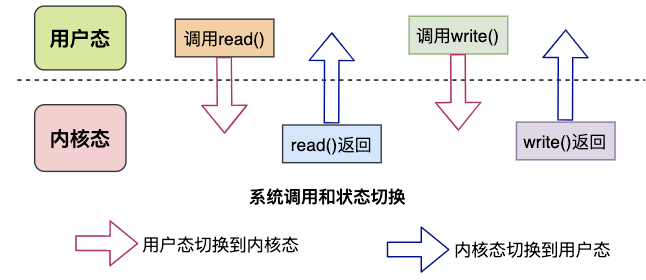 用户态
调用read()
调用write()
内核态
read()返回
write()返回
系统调用和状态切换
用户态切换到内核态
内核态切换到用户态